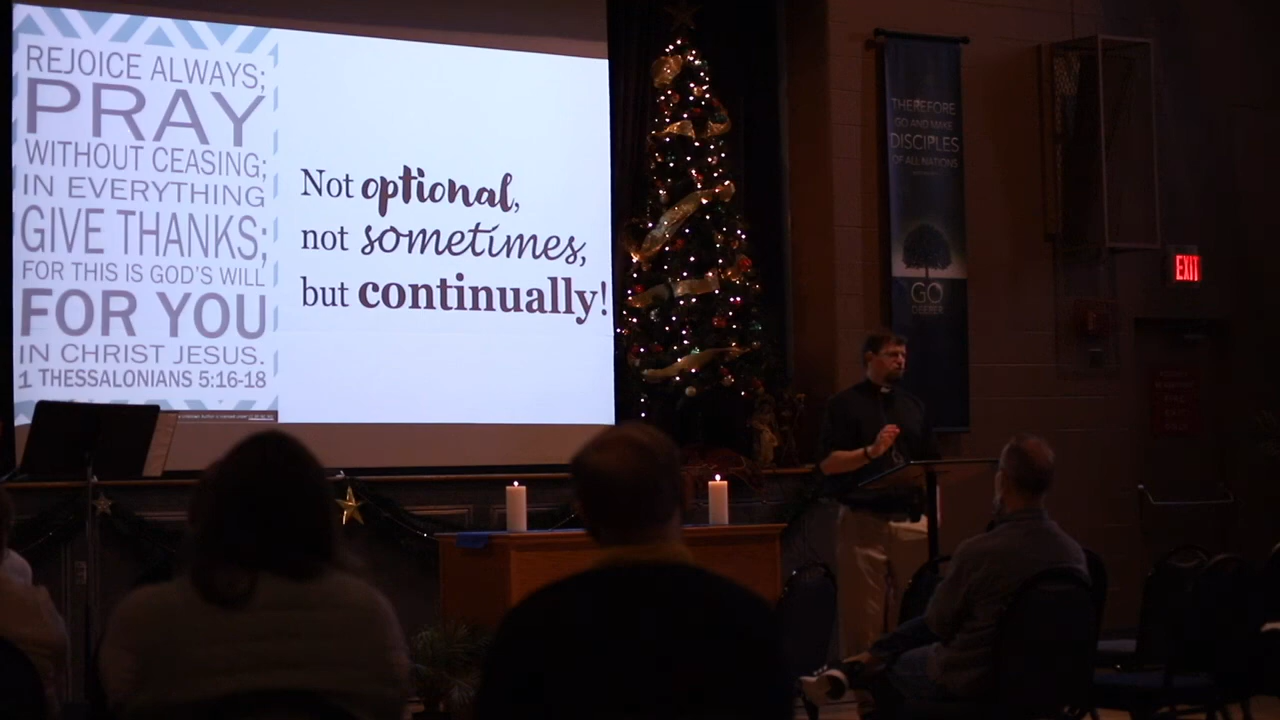 REJOICE ALWAYS;
PRAY
WITHOUT CEASING;
IN EVERYTHING
GIVE THANKS;
FOR THIS IS GOD'S WILL
FOR YOU
IN CHRIST JESUS.
1 THESSALONIANS 5:16-18
Not optional,
not sometimes,
but continually!
THEREFORE
GO AND MAKE
DISCIPLES
OF ALL NATIONS
GO
DEEPER
EXIT